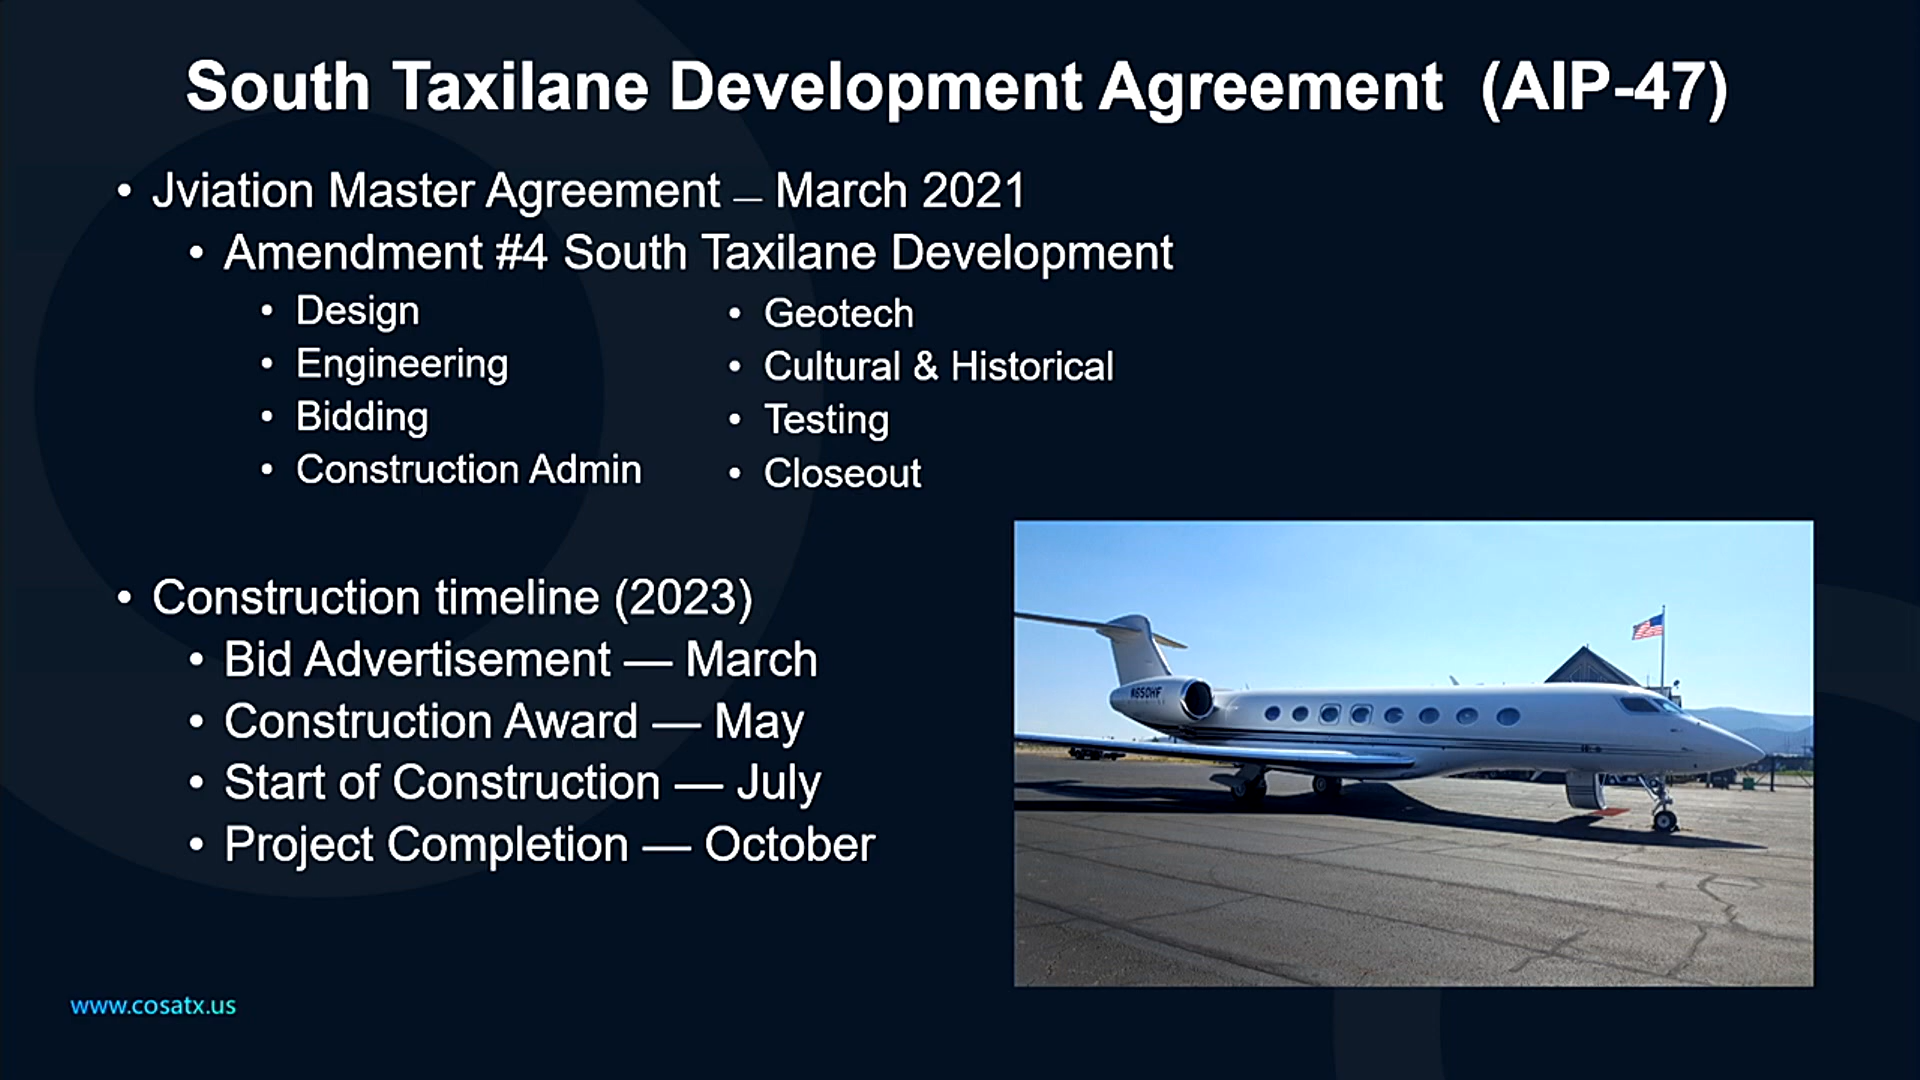 South Taxilane Development Agreement (AIP-47)
• Jviation Master Agreement – March 2021
• Amendment #4 South Taxilane Development
• Design
• Engineering
• Bidding
• Construction Admin
• Geotech
• Cultural & Historical
• Testing
• Closeout
• Construction timeline (2023)
• Bid Advertisement — March
• Construction Award — May
• Start of Construction — July
• Project Completion — October
N650HF
www.cosatx.us